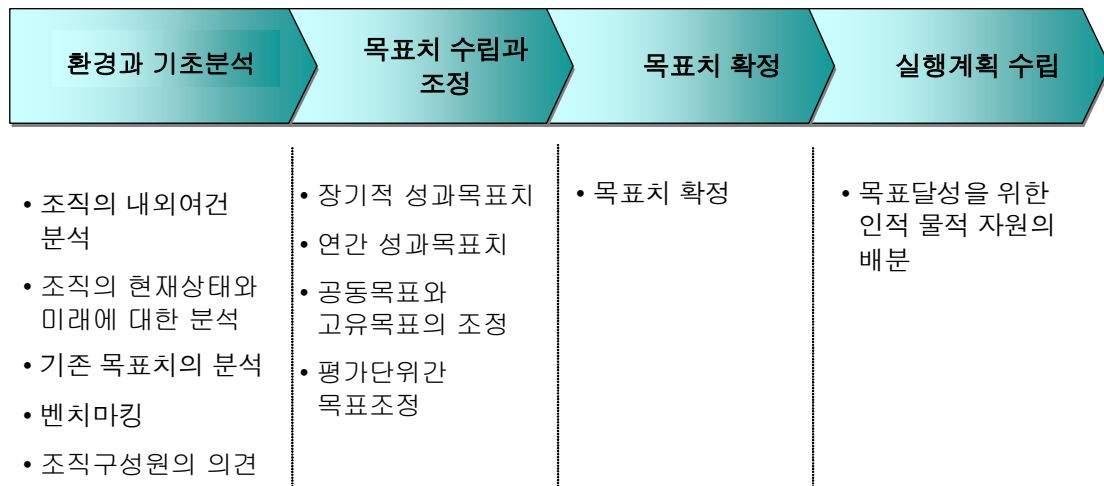 환경과 기초분석
목표치 수립과
조정
목표치 확정
실행계획 수립
• 조직의 내외여건
분석
• 조직의 현재상태와
미래에 대한 분석
• 기존 목표치의 분석
• 벤치마킹
• 조직구성원의 의견
• 장기적 성과목표치
• 연간 성과목표치
• 공동목표와
고유목표의 조정
• 평가단위간
목표조정
• 목표치 확정
• 목표달성을 위한
인적 물적 자원의
배분